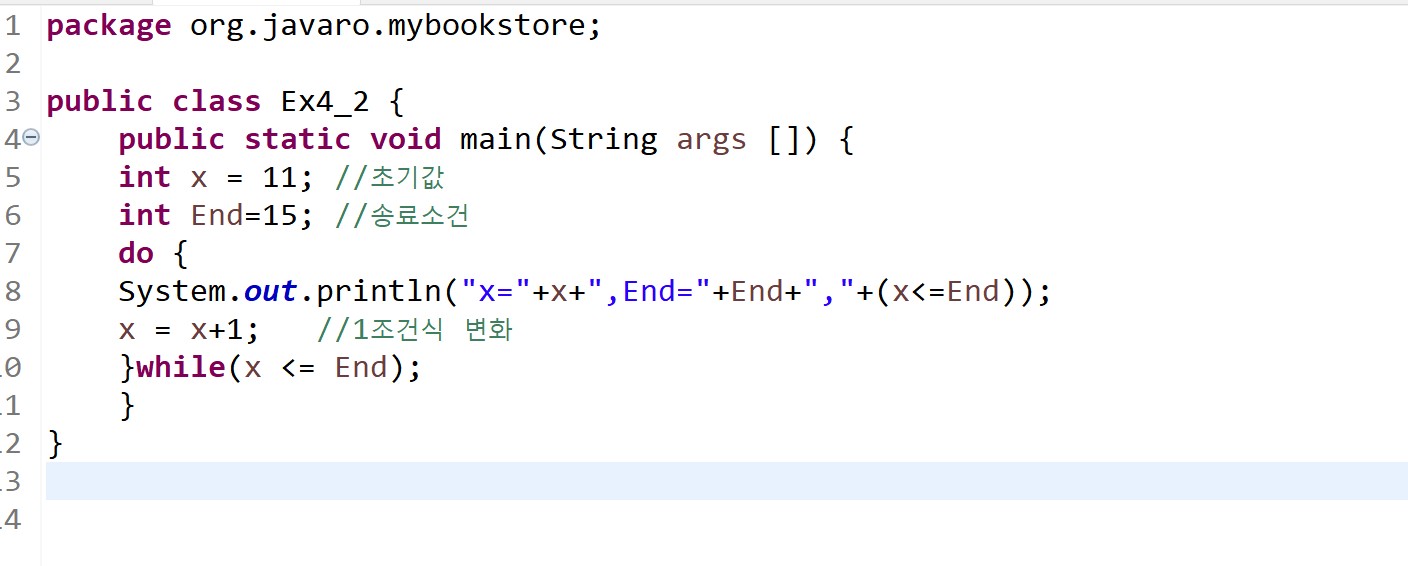 1 package org.javaro.mybookstore;
2
3 public class Ex4_2 {
4 public static void main(String args []) {
5 int x = 11; //초기값
6 int End=15; //송료소건
7 do {
8 System.out.println("x="+x+",End="+End+","+(x<=End));
9 x = x+1; //1조건식 변화
10 }while(x <= End);
11 }
12 }
13
14